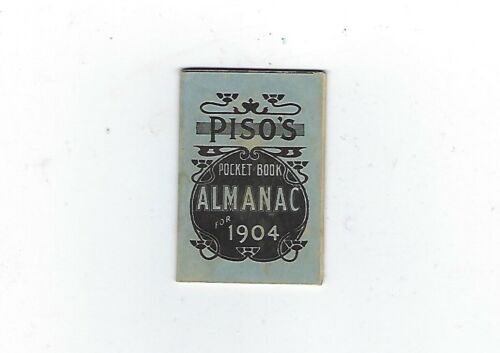 PISO'S
POCKET BOOK
ALMANAC
FOR
1904